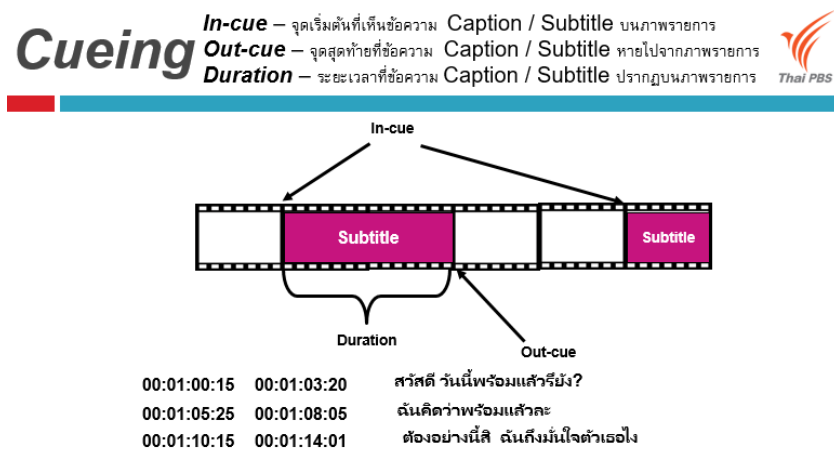 Cueing
In-cue – จุดเริ่มต้นที่เห็นข้อความ Caption / Subtitle บนภาพรายการ
Out-cue – จุดสุดท้ายที่ข้อความ Caption / Subtitle หายไปจากภาพรายการ
Duration – ระยะเวลาที่ข้อความ Caption / Subtitle ปรากฏบนภาพรายการ
Thai PBS
In-cue
Subtitle
Subtitle
Duration
Out-cue
00:01:00:15 00:01:03:20 สวัสดี วันนี้พร้อมแล้วรึยัง?
00:01:05:25 00:01:08:05 ฉันคิดว่าพร้อมแล้วละ
00:01:10:15 00:01:14:01 ต้องอย่างนี้สิ ฉันถึงมั่นใจตัวเธอไง